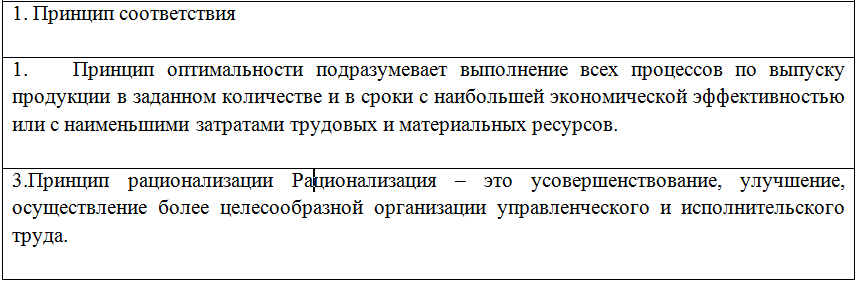 1. Принцип соответствия
1. Принцип оптимальности подразумевает выполнение всех процессов по выпуску
продукции в заданном количестве и в сроки с наибольшей экономической эффективностью
или с наименьшими затратами трудовых и материальных ресурсов.
3.Принцип рационализации Рационализация – это усовершенствование, улучшение,
осуществление более целесообразной организации управленческого и исполнительского
труда.